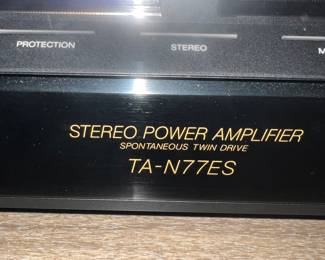 PROTECTION STEREO
STEREO POWER AMPLIFIER
SPONTANEOUS TWIN DRIVE
TA-N77ES